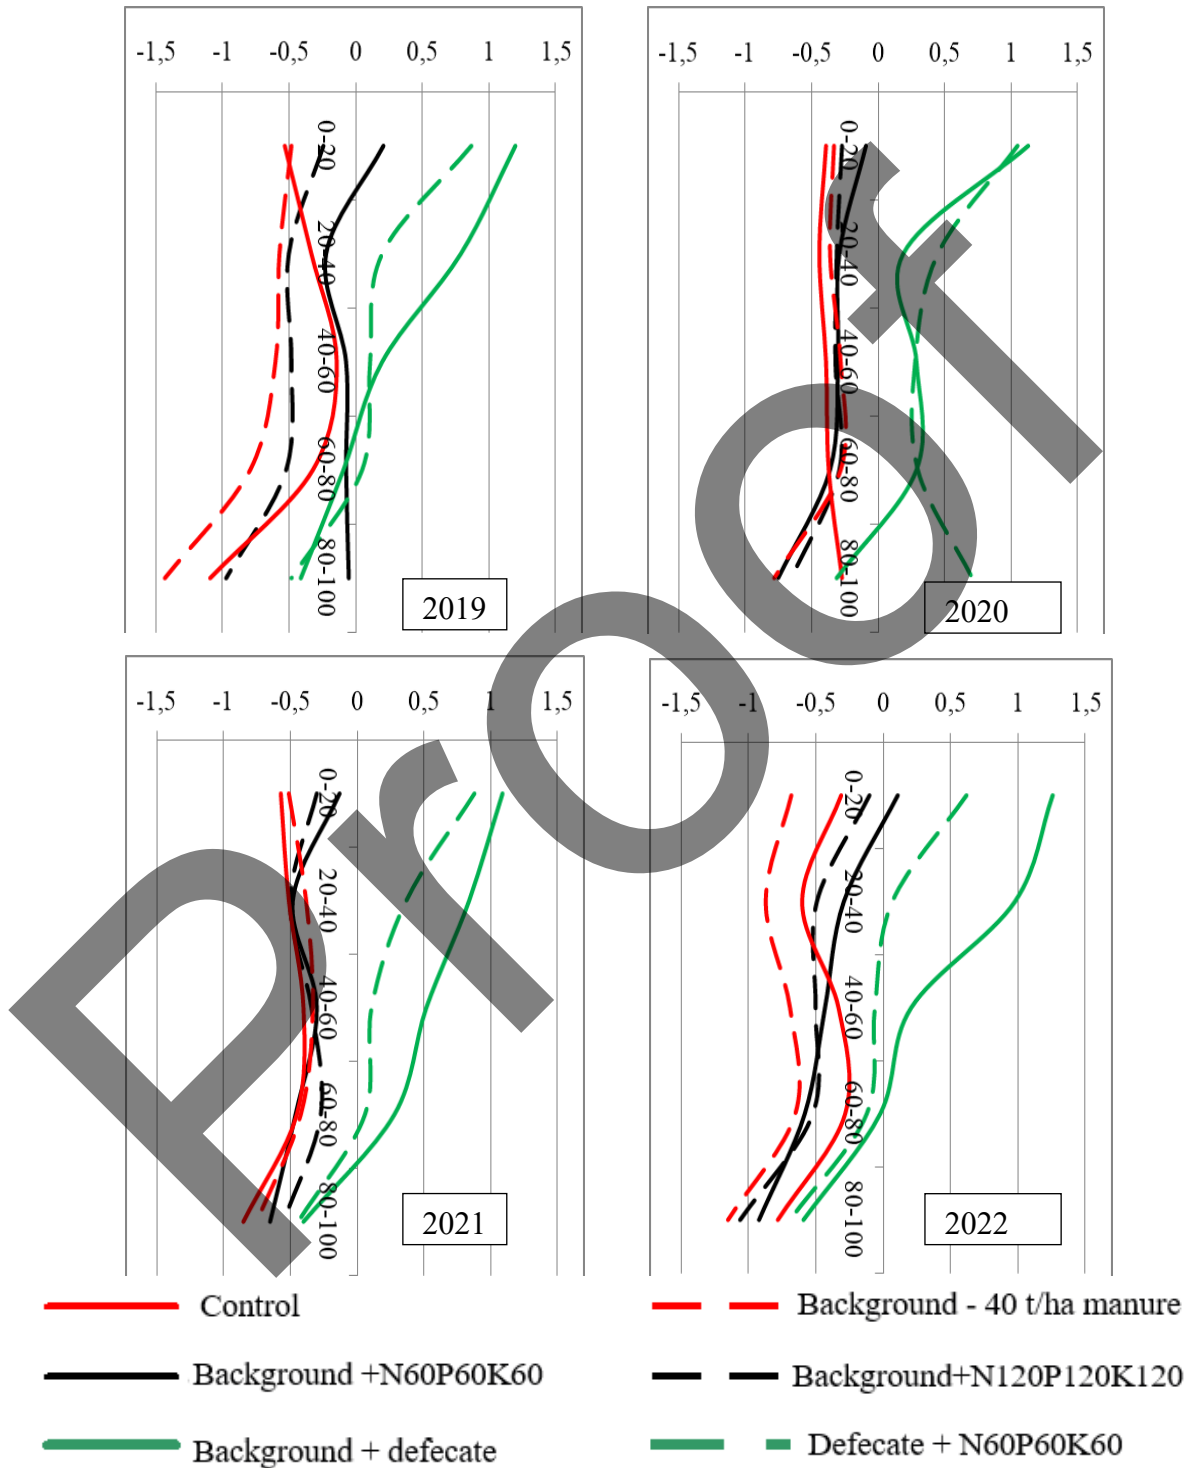 -1,5 -1 -0,5 0 0,5 1 1,5
0-20
20-40
40-60
60-80
80-100
2019
-1,5 -1 -0,5 0 0,5 1 1,5
0-20
20-40
40-60
60-80
80-100
2020
-1,5 -1 -0,5 0 0,5 1 1,5
0-20
20-40
40-60
60-80
80-100
2021
-1,5 -1 -0,5 0 0,5 1 1,5
0-20
20-40
40-60
60-80
80-100
2022
Proof
Control
Background - 40 t/ha manure
Background +N60P60K60
Background+N120P120K120
Background + defecate
Defecate + N60P60K60